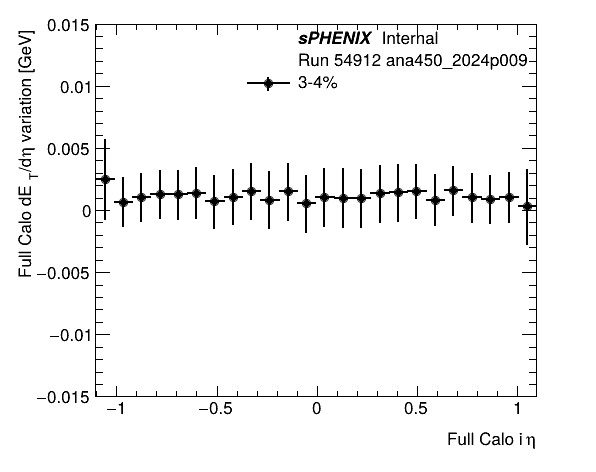 sPHENIX Internal
Run 54912 ana450_2024p009
3-4%
Full Calo dE_T/dη variation [GeV]
0.015
0.01
0.005
0
−0.005
−0.01
−0.015
−1 −0.5 0 0.5 1
Full Calo i η